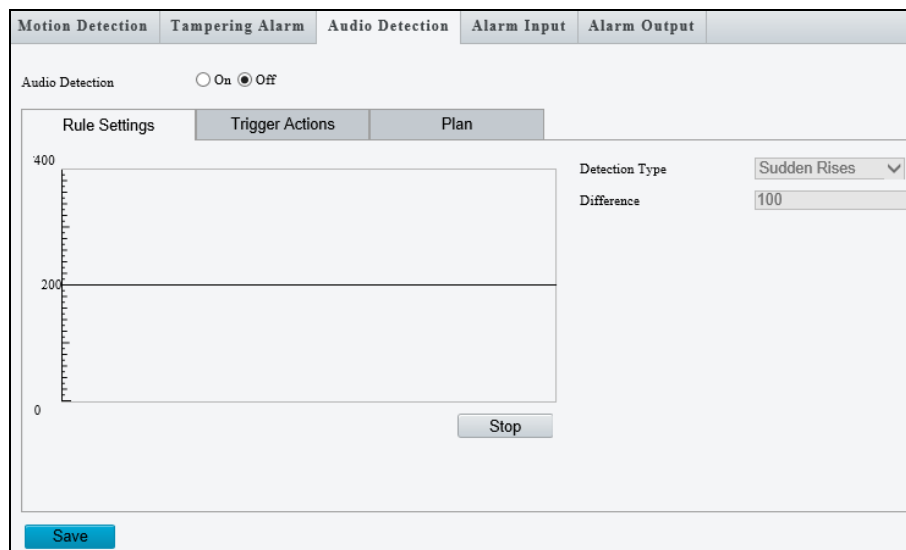 Motion Detection Tampering Alarm Audio Detection Alarm Input Alarm Output
Audio Detection On Off
Rule Settings Trigger Actions Plan
400
Detection Type Sudden Rises
Difference 100
200
0
Stop
Save